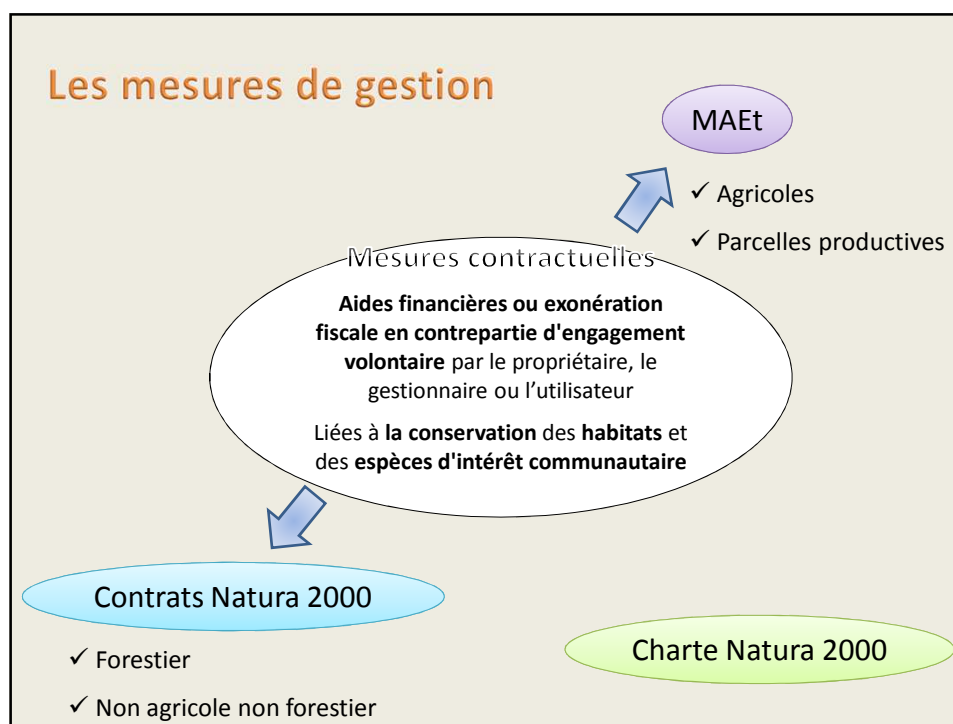 Les mesures de gestion
MAEt
✓ Agricoles
✓ Parcelles productives
Mesures contractuelles
Aides financières ou exonération
fiscale en contrepartie d'engagement
volontaire par le propriétaire, le
gestionnaire ou l’utilisateur
Liées à la conservation des habitats et
des espèces d'intérêt communautaire
Contrats Natura 2000
✓ Forestier
✓ Non agricole non forestier
Charte Natura 2000